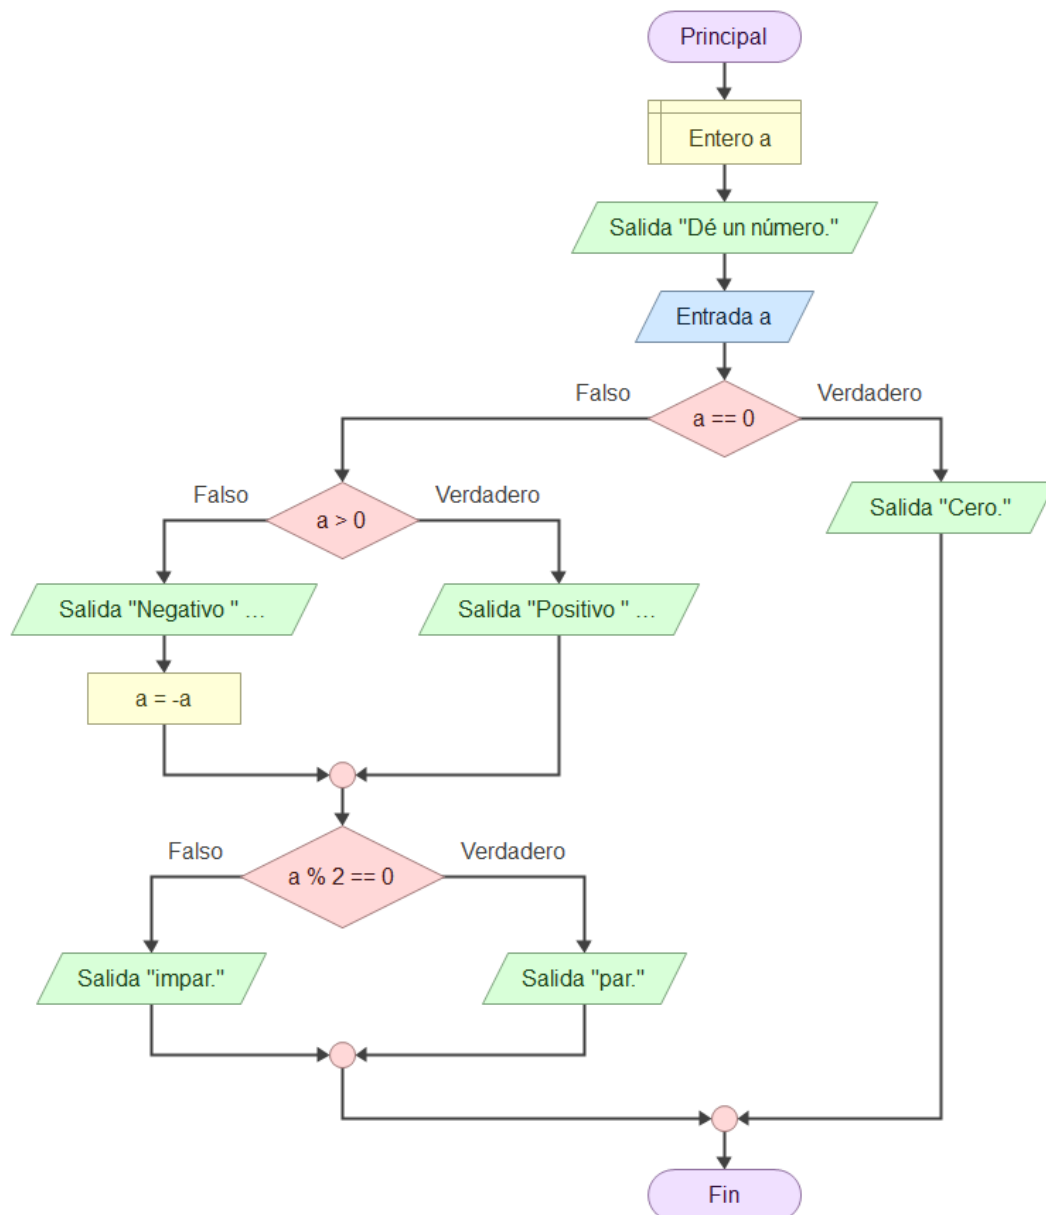 Principal
Entero a
Salida "Dé un número."
Entrada a
Falso
Verdadero
a == 0
Falso
Verdadero
a > 0
Salida "Cero."
Salida "Negativo " ...
Salida "Positivo " ...
a = -a
Falso
Verdadero
a % 2 == 0
Salida "impar."
Salida "par."
Fin